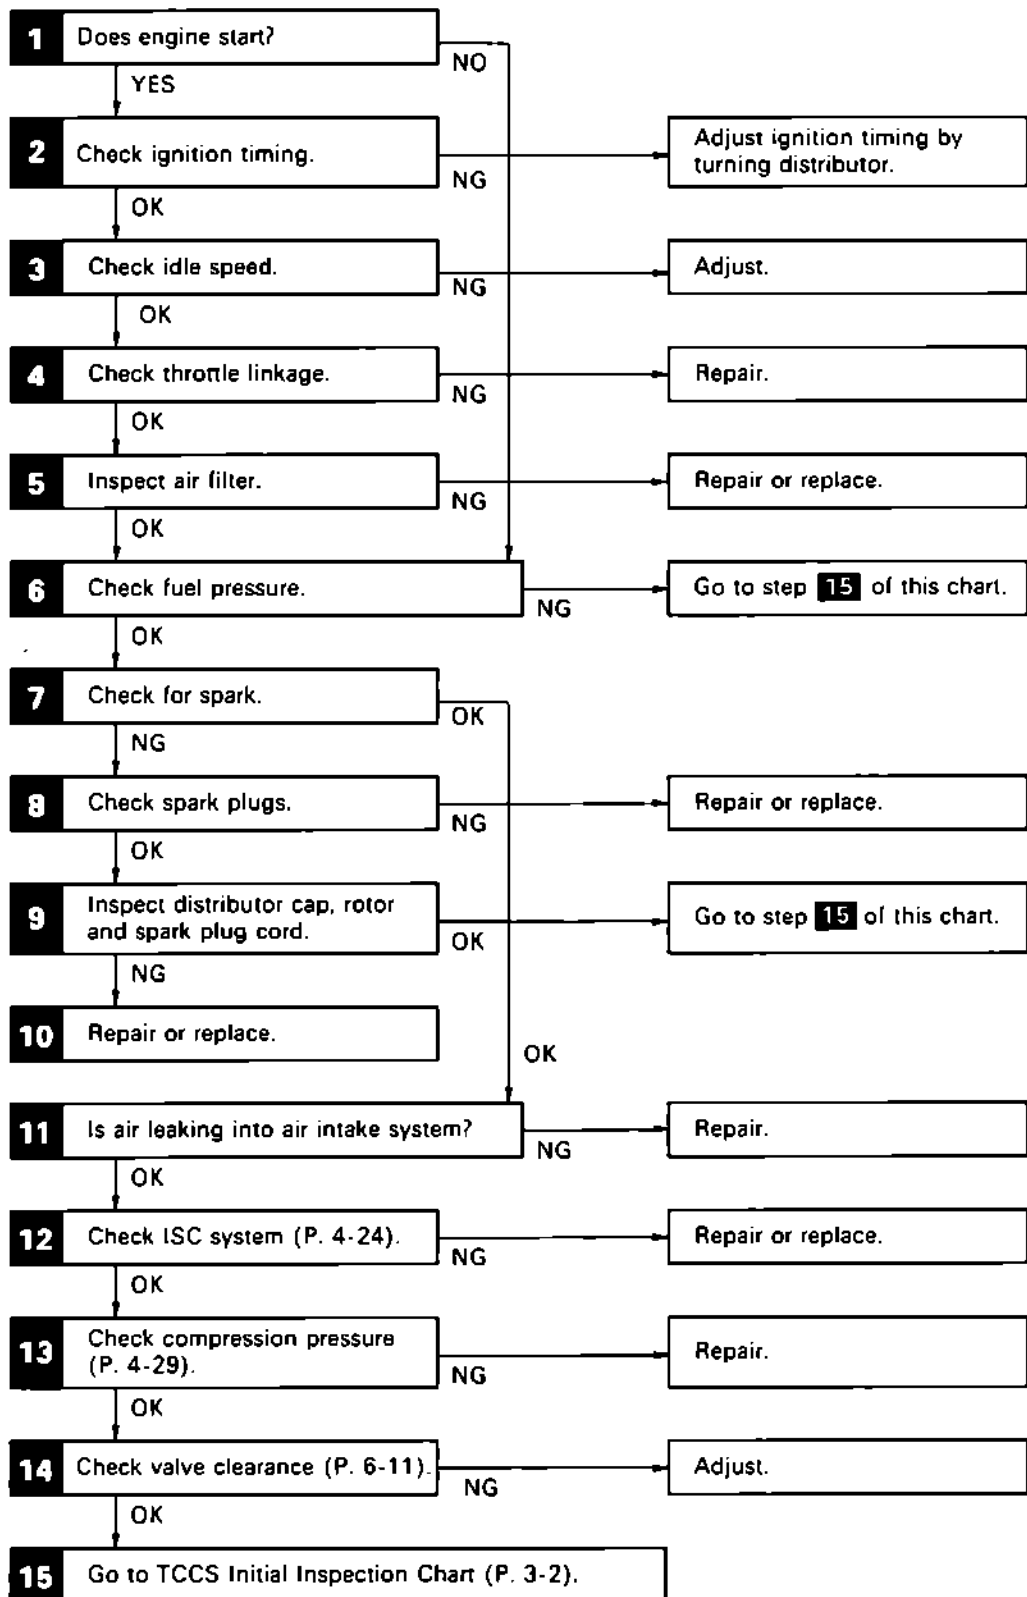 1 Does engine start?
NO
YES
2 Check ignition timing.
NG
Adjust ignition timing by
turning distributor.
OK
3 Check idle speed.
NG
Adjust.
OK
4 Check throttle linkage.
NG
Repair.
OK
5 Inspect air filter.
NG
Repair or replace.
OK
6 Check fuel pressure.
NG
Go to step 15 of this chart.
OK
7 Check for spark.
OK
NG
8 Check spark plugs.
NG
Repair or replace.
OK
9 Inspect distributor cap, rotor
and spark plug cord.
OK
Go to step 15 of this chart.
NG
10 Repair or replace.
OK
11 Is air leaking into air intake system?
NG
Repair.
OK
12 Check ISC system (P. 4-24).
NG
Repair or replace.
OK
13 Check compression pressure
(P. 4-29).
NG
Repair.
OK
14 Check valve clearance (P. 6-11).
NG
Adjust.
OK
15 Go to TCCS Initial Inspection Chart (P. 3-2).